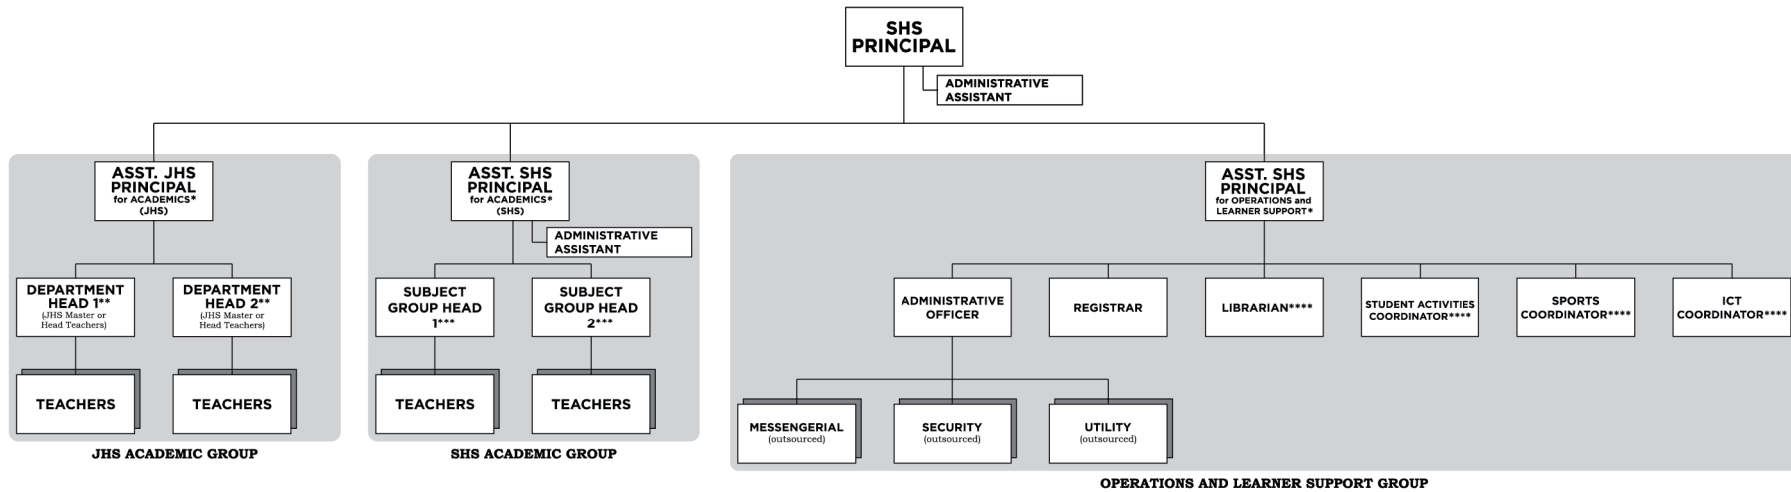 SHS
PRINCIPAL
ADMINISTRATIVE
ASSISTANT
ASST. JHS
PRINCIPAL
for ACADEMICS*
(JHS)
DEPARTMENT
HEAD 1**
(JHS Master or
Head Teachers)
DEPARTMENT
HEAD 2**
(JHS Master or
Head Teachers)
TEACHERS
TEACHERS
JHS ACADEMIC GROUP
ASST. SHS
PRINCIPAL
for ACADEMICS*
(SHS)
ADMINISTRATIVE
ASSISTANT
SUBJECT
GROUP HEAD
1***
SUBJECT
GROUP HEAD
2***
TEACHERS
TEACHERS
SHS ACADEMIC GROUP
ASST. SHS
PRINCIPAL
for OPERATIONS and
LEARNER SUPPORT*
ADMINISTRATIVE
OFFICER
REGISTRAR
LIBRARIAN****
STUDENT ACTIVITIES
COORDINATOR****
SPORTS
COORDINATOR****
ICT
COORDINATOR****
MESSENGERIAL
(outsourced)
SECURITY
(outsourced)
UTILITY
(outsourced)
OPERATIONS AND LEARNER SUPPORT GROUP